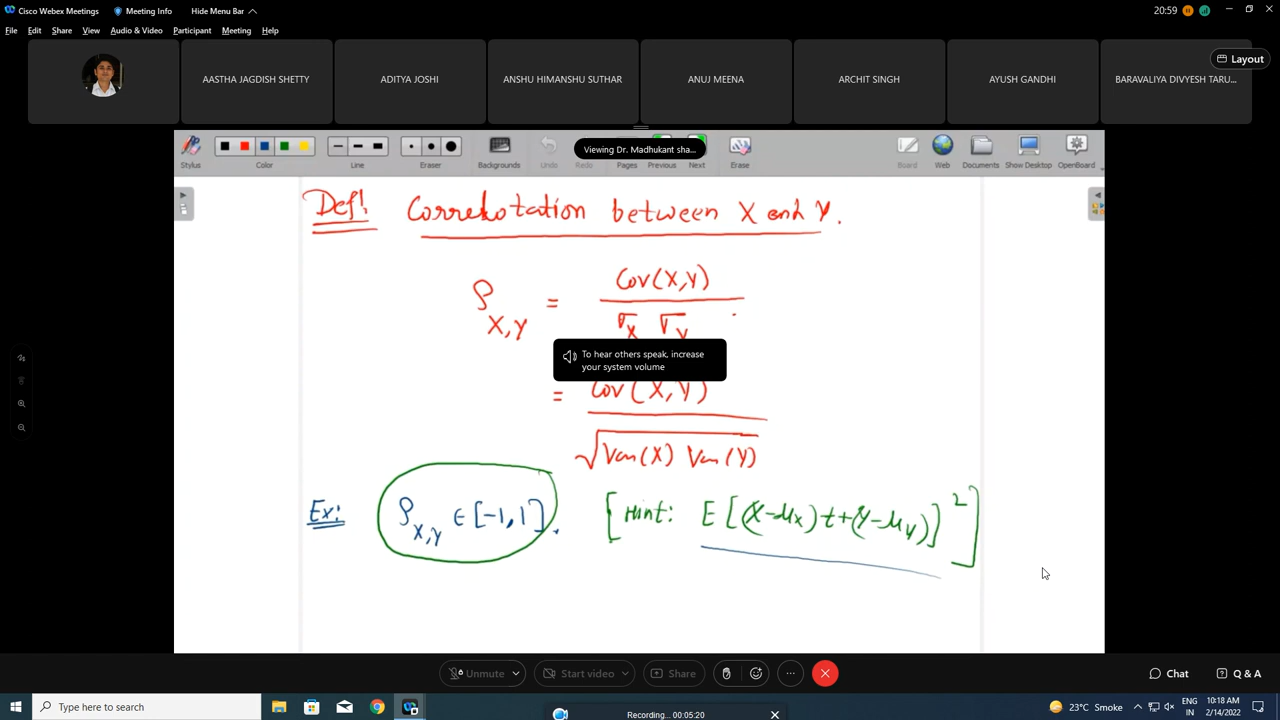 Cisco Webex Meetings Meeting Info Hide Menu Bar 20:59
File Edit Share View Audio & Video Participant Meeting Help
AASTHA JAGDISH SHETTY ADITYA JOSHI ANSHU HIMANSHU SUTHAR ANUJ MEENA ARCHIT SINGH AYUSH GANDHI BARAVALIYA DIVYESH TARU...
Layout
Viewing Dr. Madhukant sha...
Stylus Color Line Eraser Backgrounds Undo Redo Pages Previous Next Erase Board Web Documents Show Desktop OpenBoard
Def!: Correkotation between X and Y.
ρ X,Y = Cov(X,Y)
σX σY
To hear others speak, increase
your system volume
= Cov(X,Y)
√Var(X) Var(Y)
Ex: ρ X,Y ∈ [-1,1]. [Hint: E[(X-μX)t+(Y-μY)]²]
Unmute Start video Share Chat Q & A
Type here to search
Recording... 00:05:20
23°C Smoke
ENG
IN
10:18 AM
2/14/2022